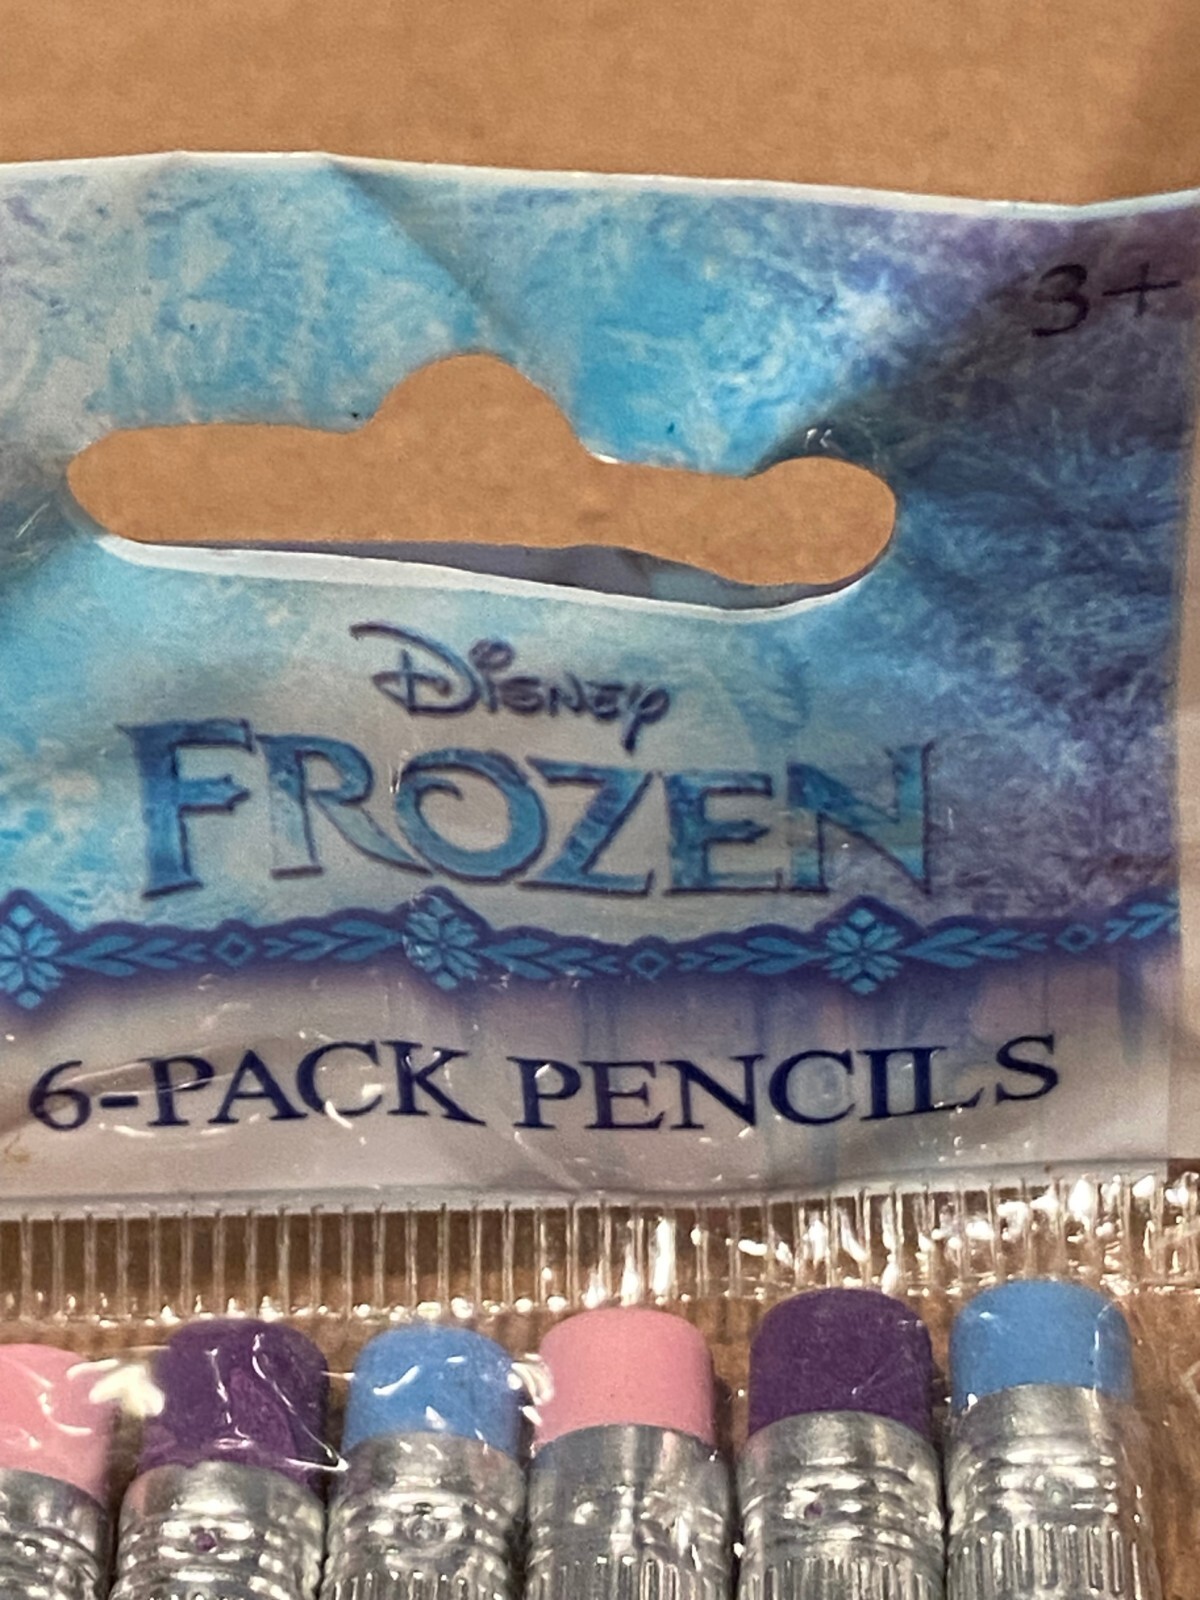 3+
Disney
FROZEN
6-PACK PENCILS